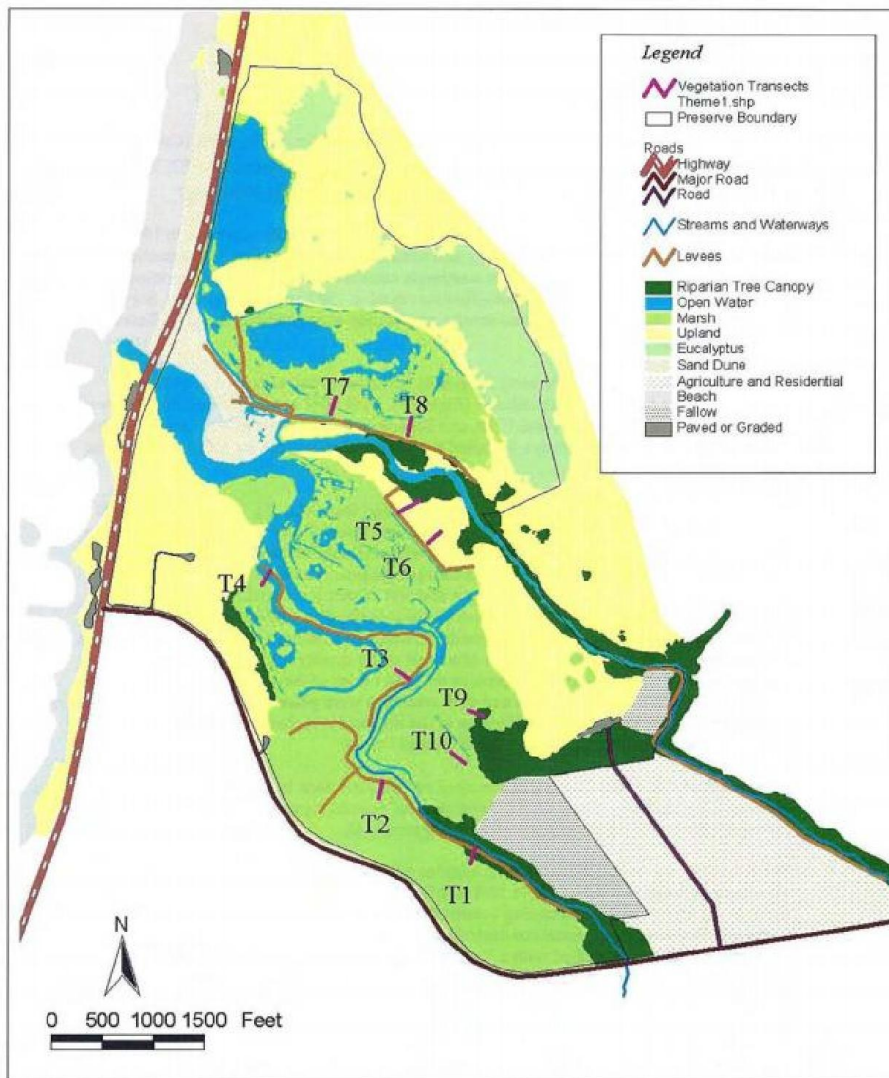 Legend
Vegetation Transects
Theme1.shp
Preserve Boundary
Roads
Highway
Major Road
Road
Streams and Waterways
Levees
Riparian Tree Canopy
Open Water
Marsh
Upland
Eucalyptus
Sand Dune
Agriculture and Residential
Beach
Fallow
Paved or Graded
T7
T8
T5
T6
T4
T3
T9
T10
T2
T1
N
0 500 1000 1500 Feet